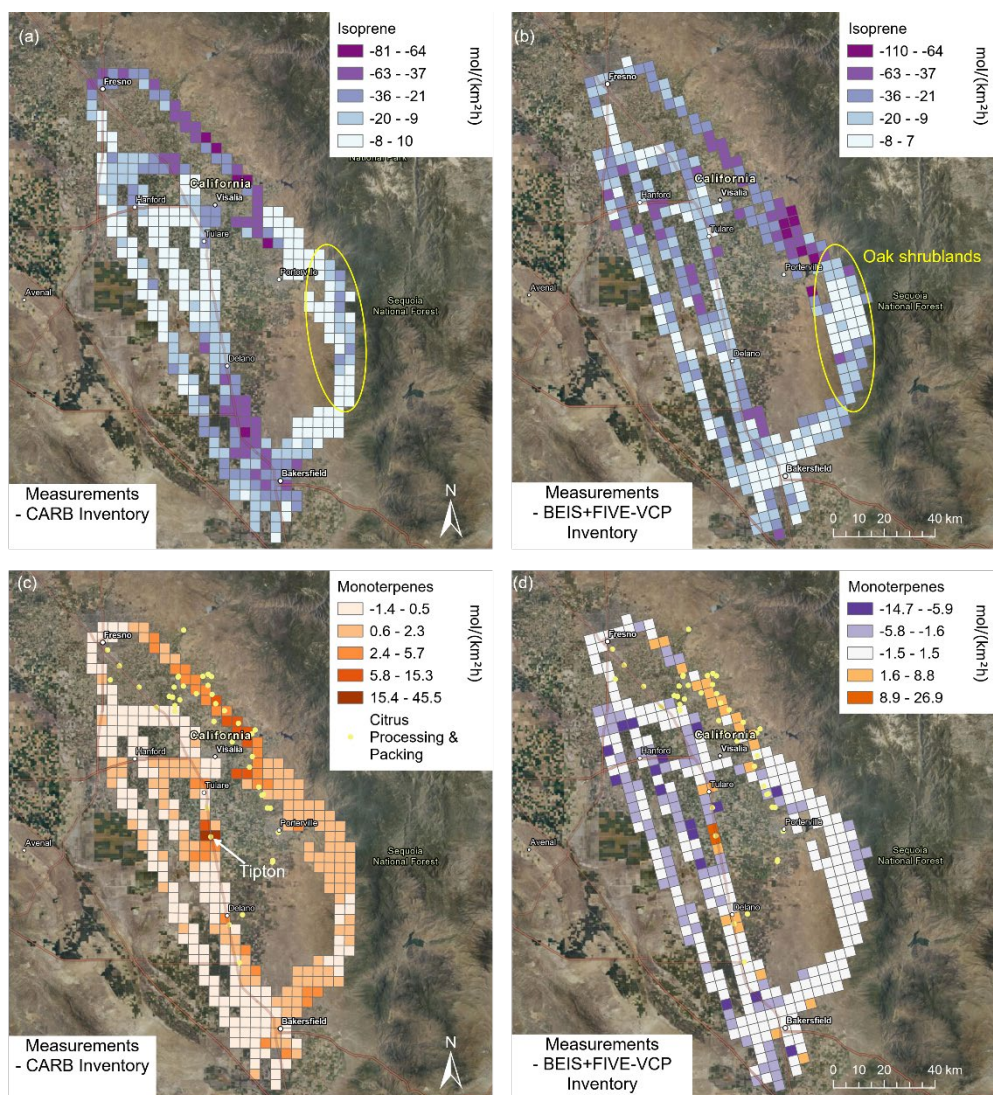 (a)
Isoprene
-81 - -64
-63 - -37
-36 - -21
-20 - -9
-8 - 10
mol/(km²h)
Fresno
National Park
California
Visalia
Hanford
Tulare
Porterville
Avenal
Sequoia
National Forest
Delano
Bakersfield
Measurements
- CARB Inventory
N
(b)
Isoprene
-110 - -64
-63 - -37
-36 - -21
-20 - -9
-8 - 7
mol/(km²h)
Fresno
California
Visalia
Hanford
Tulare
Oak shrublands
Porterville
Avenal
Sequoia
National Forest
Delano
Bakersfield
Measurements
- BEIS+FIVE-VCP
Inventory
0 10 20 40 km
(c)
Monoterpenes
-1.4 - 0.5
0.6 - 2.3
2.4 - 5.7
5.8 - 15.3
15.4 - 45.5
Citrus
Processing &
Packing
mol/(km²h)
Fresno
California
Visalia
Hanford
Tulare
Porterville
Tipton
Avenal
Sequoia
National Forest
Delano
Bakersfield
Measurements
- CARB Inventory
N
(d)
Monoterpenes
-14.7 - -5.9
-5.8 - -1.6
-1.5 - 1.5
1.6 - 8.8
8.9 - 26.9
mol/(km²h)
Fresno
California
Visalia
Hanford
Tulare
Porterville
Avenal
Sequoia
National Forest
Delano
Bakersfield
Measurements
- BEIS+FIVE-VCP
Inventory
0 10 20 40 km